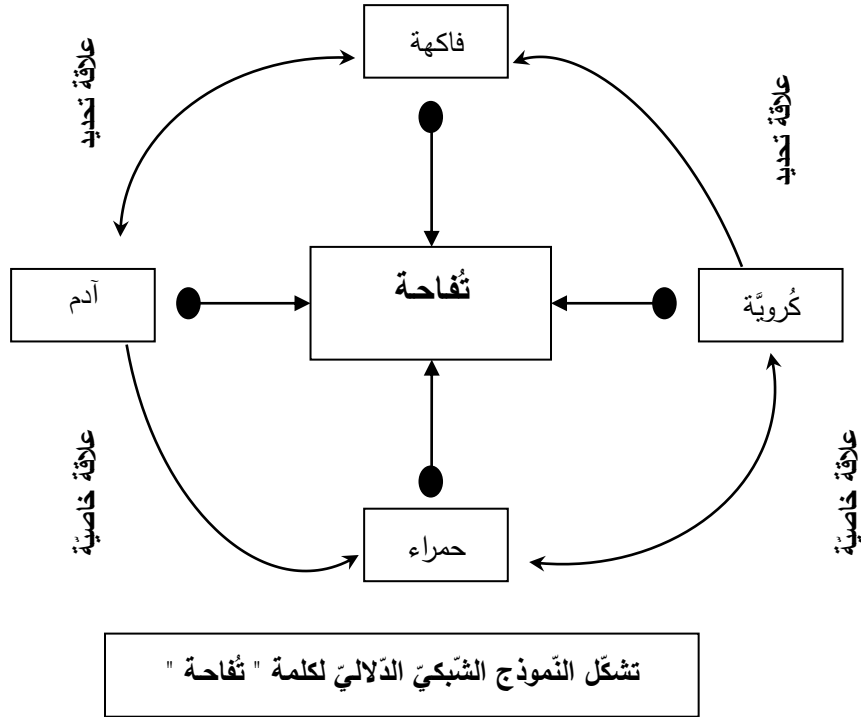 فاكهة
علاقة تحديد
علاقة تحديد
تُفاحة
آدم
كُرويَّة
علاقة خاصيّة
علاقة خاصيّة
حمراء
تشكّل النّموذج الشّبكيّ الدّلاليّ لكلمة " تُفاحة "